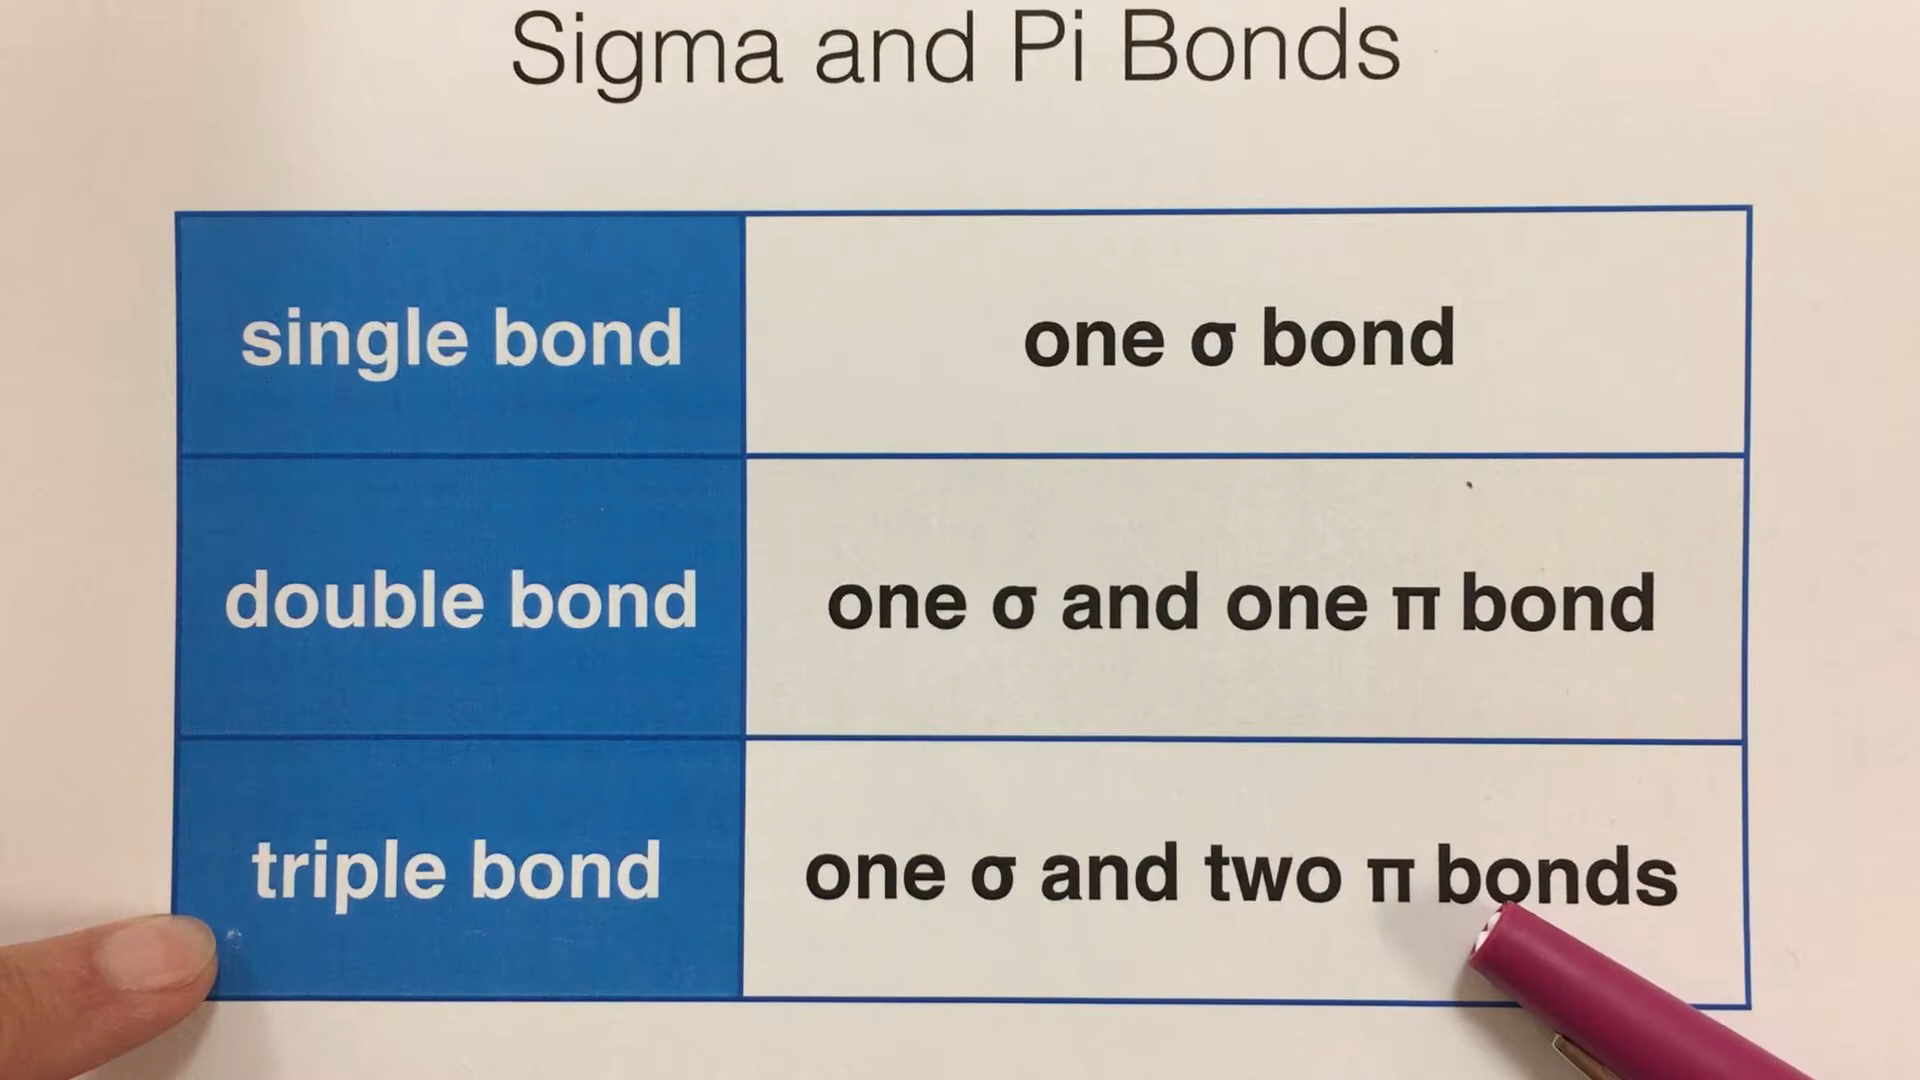 Sigma and Pi Bonds
single bond
one σ bond
double bond
one σ and one π bond
triple bond
one σ and two π bonds